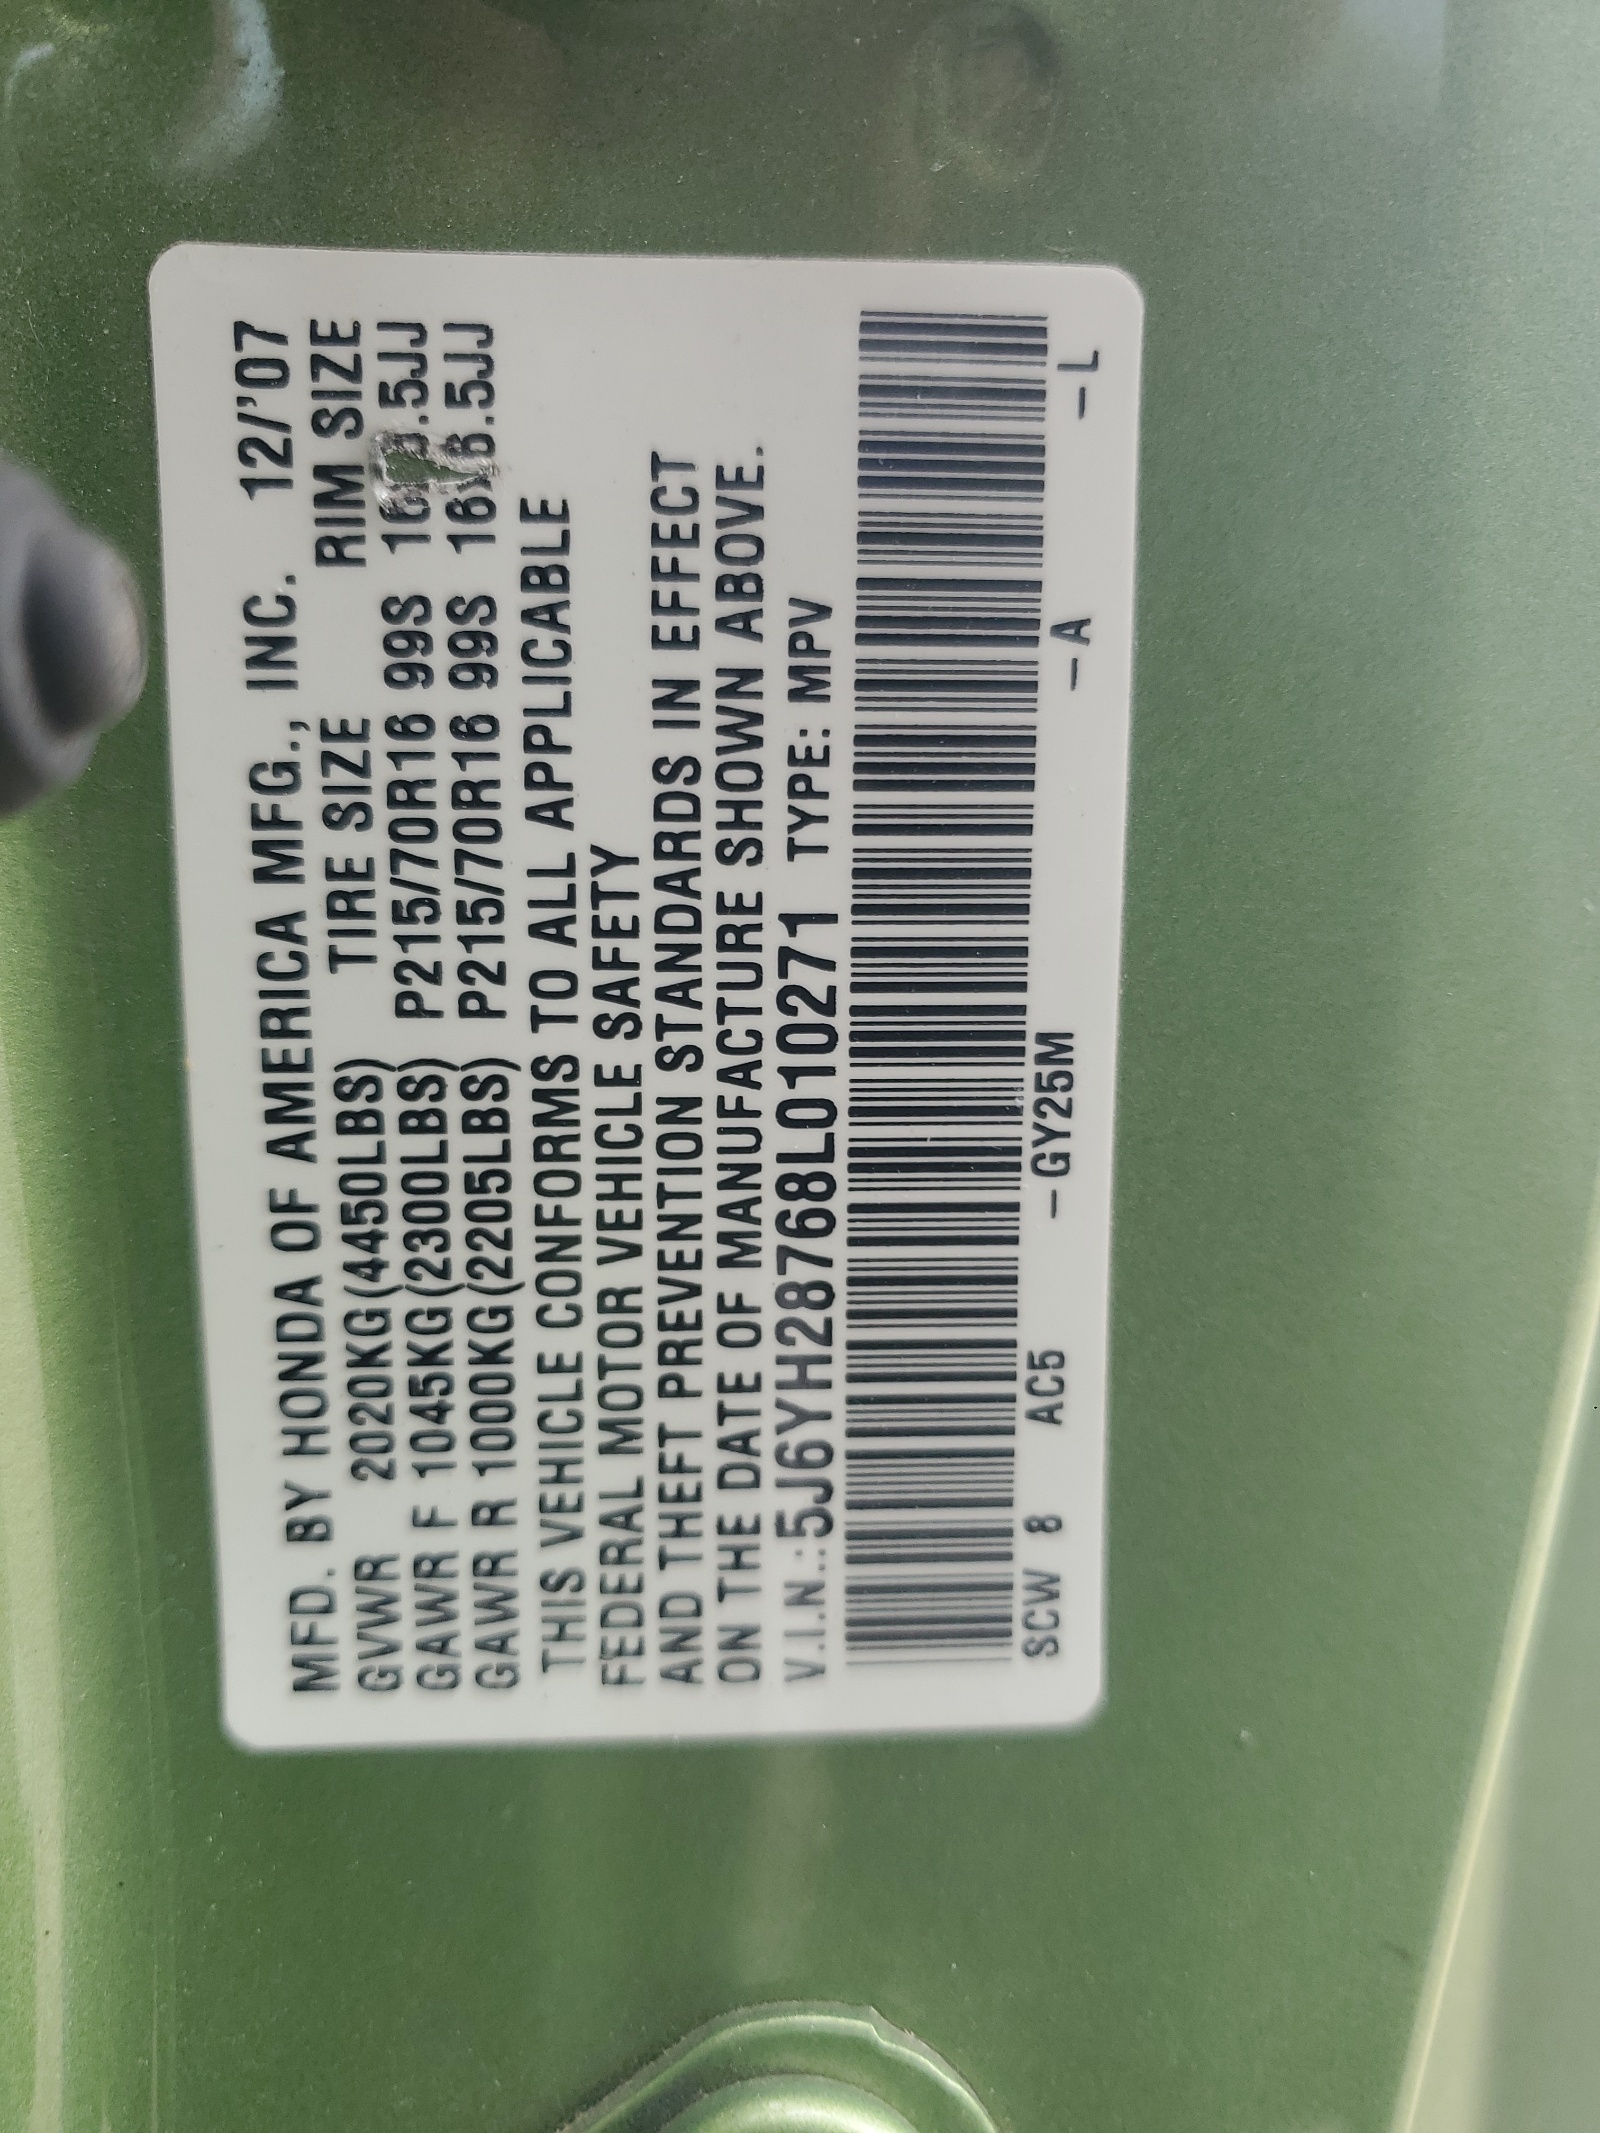 MFD. BY HONDA OF AMERICA MFG., INC. 12/'07
TIRE SIZE RIM SIZE
GVWR 2020KG(4450LBS)
GAWR F 1045KG(2300LBS) P215/70R16 99S
GAWR R 1000KG(2205LBS) P215/70R16 99S
THIS VEHICLE CONFORMS TO ALL APPLICABLE
FEDERAL MOTOR VEHICLE SAFETY
AND THEFT PREVENTION STANDARDS IN EFFECT
ON THE DATE OF MANUFACTURE SHOWN ABOVE.
V.I.N.:5J6YH28768L010271 TYPE: MPV
SCW 8 AC5 -GY25M -A -L